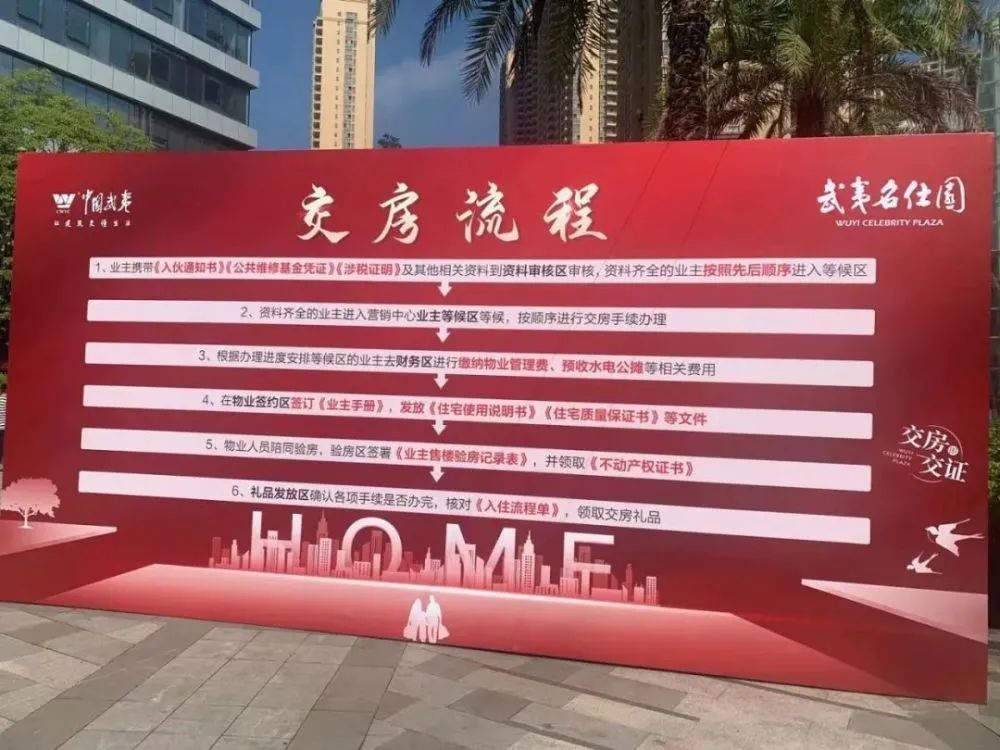 中国武夷
CWYC
让建筑更懂生活
交房流程
武夷名仕园
WUYI CELEBRITY PLAZA
1、业主携带《入伙通知书》《公共维修基金凭证》《涉税证明》及其他相关资料到资料审核区审核，资料齐全的业主按照先后顺序进入等候区
2、资料齐全的业主进入营销中心业主等候区等候，按顺序进行交房手续办理
3、根据办理进度安排等候区的业主去财务区进行缴纳物业管理费、预收水电公摊等相关费用
4、在物业签约区签订《业主手册》，发放《住宅使用说明书》《住宅质量保证书》等文件
5、物业人员陪同验房，验房区签署《业主售楼验房记录表》，并领取《不动产权证书》
6、礼品发放区确认各项手续是否办完，核对《入住流程单》，领取交房礼品
交房即交证
WUYI CELEBRITY PLAZA
HOME